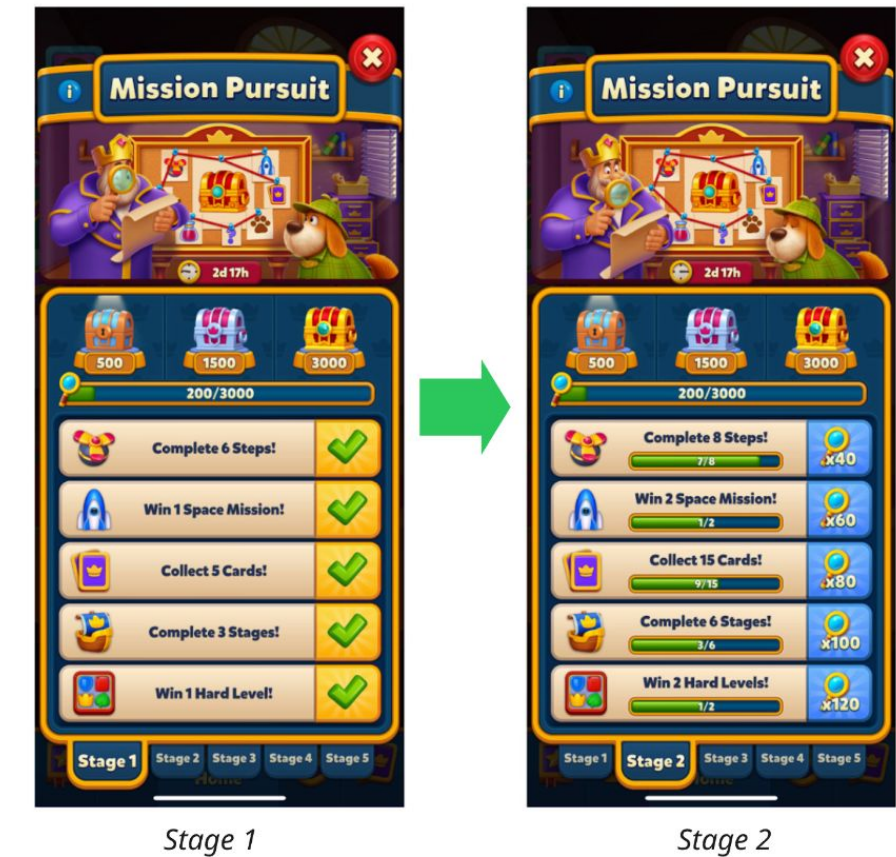 Mission Pursuit
2d 17h
500
1500
3000
200/3000
Complete 6 Steps!
Win 1 Space Mission!
Collect 5 Cards!
Complete 3 Stages!
Win 1 Hard Level!
Stage 1
Stage 2
Stage 3
Stage 4
Stage 5
Home
Stage 1
Mission Pursuit
2d 17h
500
1500
3000
200/3000
Complete 8 Steps!
7/8
x40
Win 2 Space Mission!
1/2
x60
Collect 15 Cards!
9/15
x80
Complete 6 Stages!
3/6
x100
Win 2 Hard Levels!
1/2
x120
Stage 1
Stage 2
Stage 3
Stage 4
Stage 5
Home
Stage 2